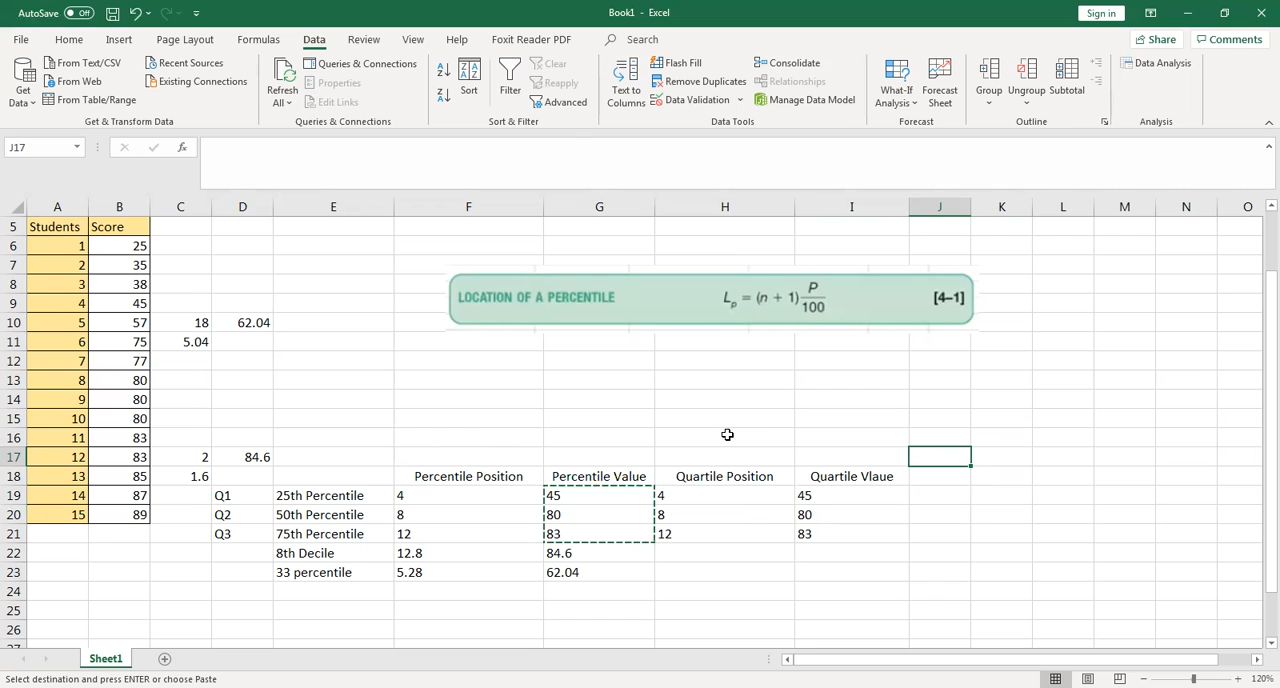 AutoSave Off Book1 - Excel Sign in
File Home Insert Page Layout Formulas Data Review View Help Foxit Reader PDF Search Share Comments
Get Data
From Text/CSV
From Web
From Table/Range
Recent Sources
Existing Connections
Get & Transform Data
Refresh All
Queries & Connections
Properties
Edit Links
Queries & Connections
Sort
Filter
Clear
Reapply
Advanced
Sort & Filter
Text to Columns
Flash Fill
Remove Duplicates
Data Validation
Consolidate
Relationships
Manage Data Model
Data Tools
What-If Analysis
Forecast Sheet
Forecast
Group
Ungroup
Subtotal
Outline
Data Analysis
Analysis
J17 fx
A B C D E F G H I J K L M N O
5 Students Score
6 1 25
7 2 35
8 3 38
LOCATION OF A PERCENTILE Lp = (n + 1) P/100 [4–1]
9 4 45
10 5 57 18 62.04
11 6 75 5.04
12 7 77
13 8 80
14 9 80
15 10 80
16 11 83
17 12 83 2 84.6
18 13 85 1.6 Percentile Position Percentile Value Quartile Position Quartile Vlaue
19 14 87 Q1 25th Percentile 4 45 4 45
20 15 89 Q2 50th Percentile 8 80 8 80
21 Q3 75th Percentile 12 83 12 83
22 8th Decile 12.8 84.6
23 33 percentile 5.28 62.04
24
25
26
27
Sheet1
Select destination and press ENTER or choose Paste 120%